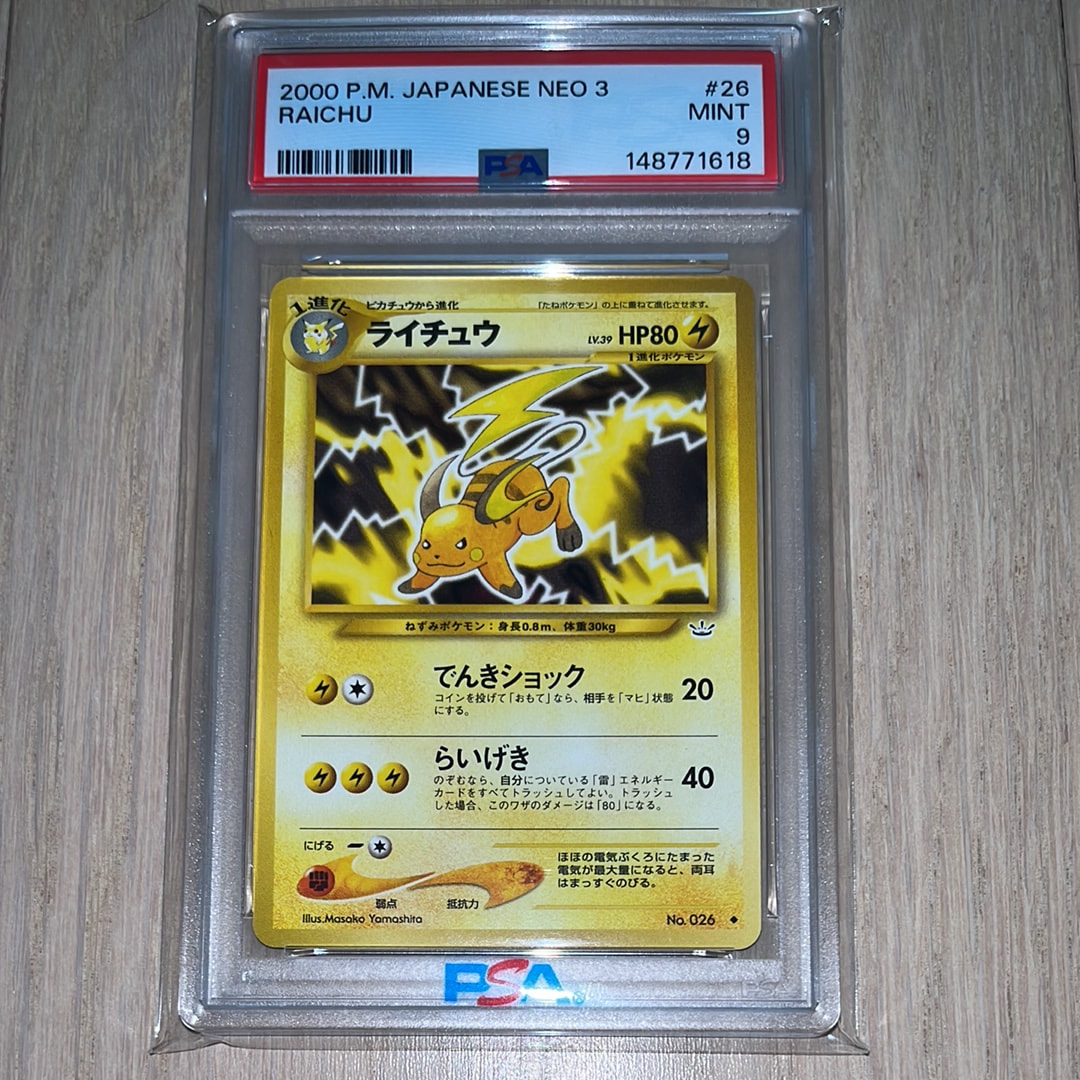 2000 P.M. JAPANESE NEO 3 #26
RAICHU MINT
9
PSA 148771618
1進化 ピカチュウから進化 「たねポケモン」の上に重ねて進化させます。
ライチュウ LV.39 HP80
1進化ポケモン
ねずみポケモン:身長0.8m、体重30kg
でんきショック 20
コインを投げて「おもて」なら、相手を「マヒ」状態
にする。
らいげき 40
のぞむなら、自分についている「雷」エネルギー
カードをすべてトラッシュしてよい。トラッシュ
した場合、このワザのダメージは「80」になる。
にげる
弱点 抵抗力
ほほの電気ぶくろにたまった
電気が最大量になると、両耳
はまっすぐのびる。
Illus.Masako Yamashita No. 026
PSA